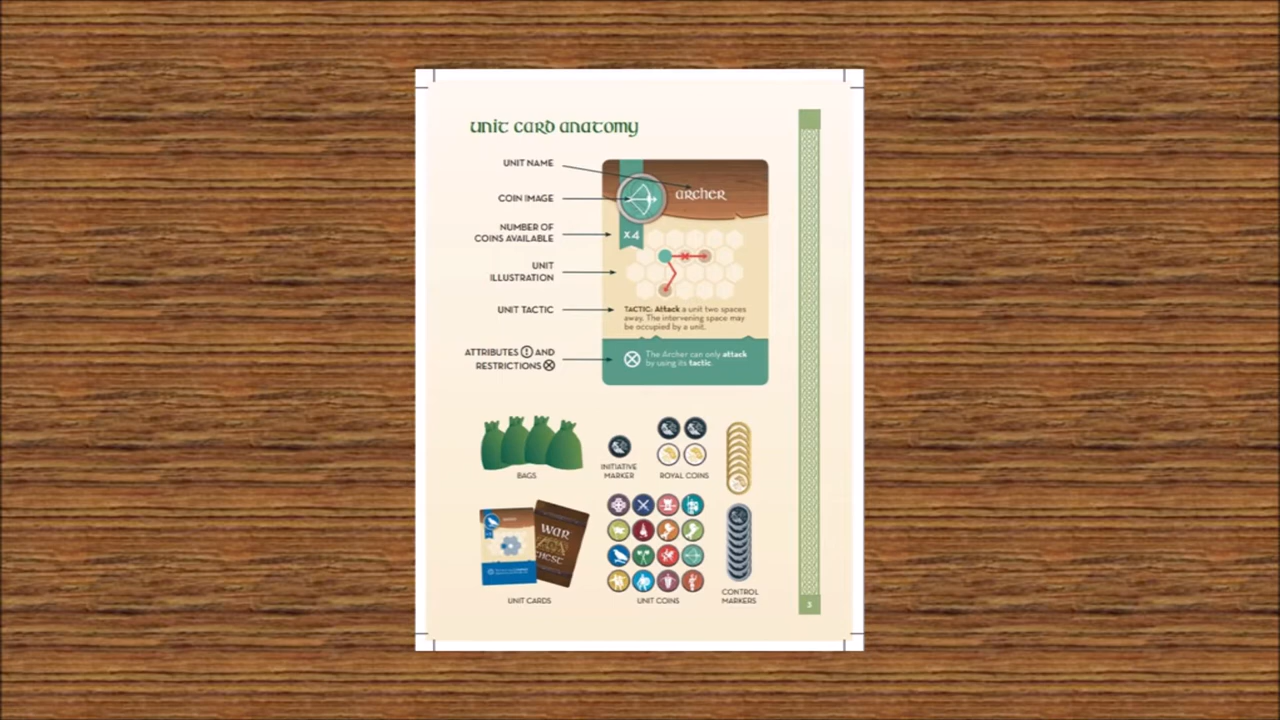 unit card anatomy
UNIT NAME
COIN IMAGE
NUMBER OF
COINS AVAILABLE
UNIT
ILLUSTRATION
UNIT TACTIC
ATTRIBUTES AND
RESTRICTIONS
archer
x4
TACTIC: Attack a unit two spaces
away. The intervening space may
be occupied by a unit.
The Archer can only attack
by using its tactic.
BAGS
INITIATIVE
MARKER
ROYAL COINS
WAR
CHEST
UNIT CARDS
UNIT COINS
CONTROL
MARKERS
3